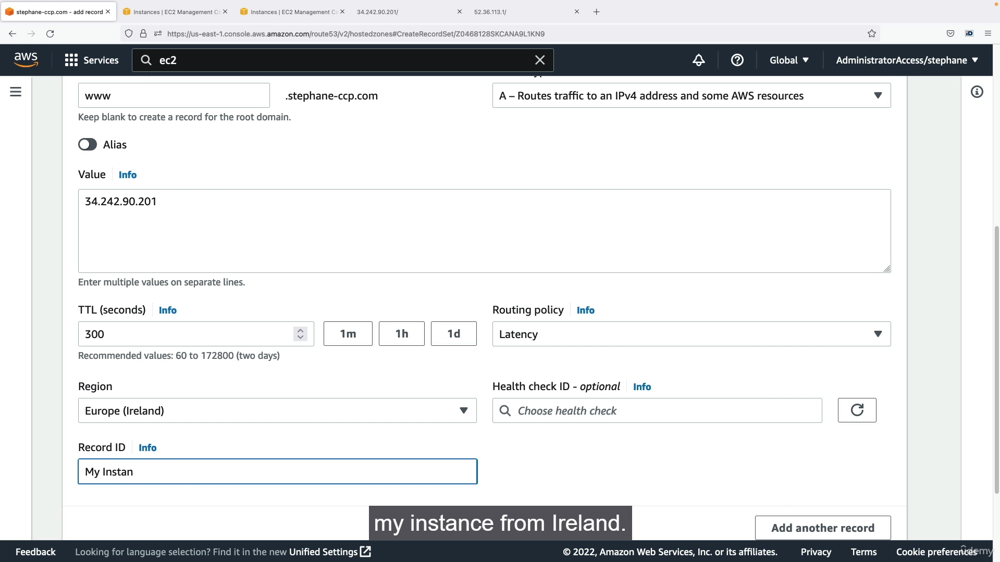 stephane-ccp.com - add record
Instances | EC2 Management Co
Instances | EC2 Management Co
34.242.90.201/
52.36.113.1/
https://us-east-1.console.aws.amazon.com/route53/v2/hostedzones#CreateRecordSet/Z0468128SKCANA9L1KN9
aws
Services
ec2
Global
AdministratorAccess/stephane
www
.stephane-ccp.com
A – Routes traffic to an IPv4 address and some AWS resources
Keep blank to create a record for the root domain.
Alias
Value
Info
34.242.90.201
Enter multiple values on separate lines.
TTL (seconds)
Info
Routing policy
Info
300
1m
1h
1d
Latency
Recommended values: 60 to 172800 (two days)
Region
Health check ID - optional
Info
Europe (Ireland)
Choose health check
Record ID
Info
My Instan
my instance from Ireland.
Add another record
Feedback
Looking for language selection? Find it in the new Unified Settings
© 2022, Amazon Web Services, Inc. or its affiliates.
Privacy
Terms
Cookie preferences
ûdemy